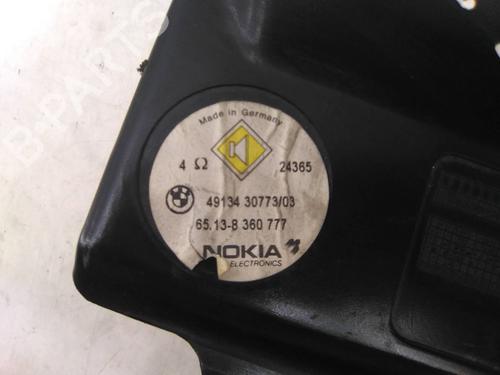 PARTS
Made in Germany
4 Ω 24365
49134 30773/03
65.13-8 360 777
NOKIA
ELECTRONICS